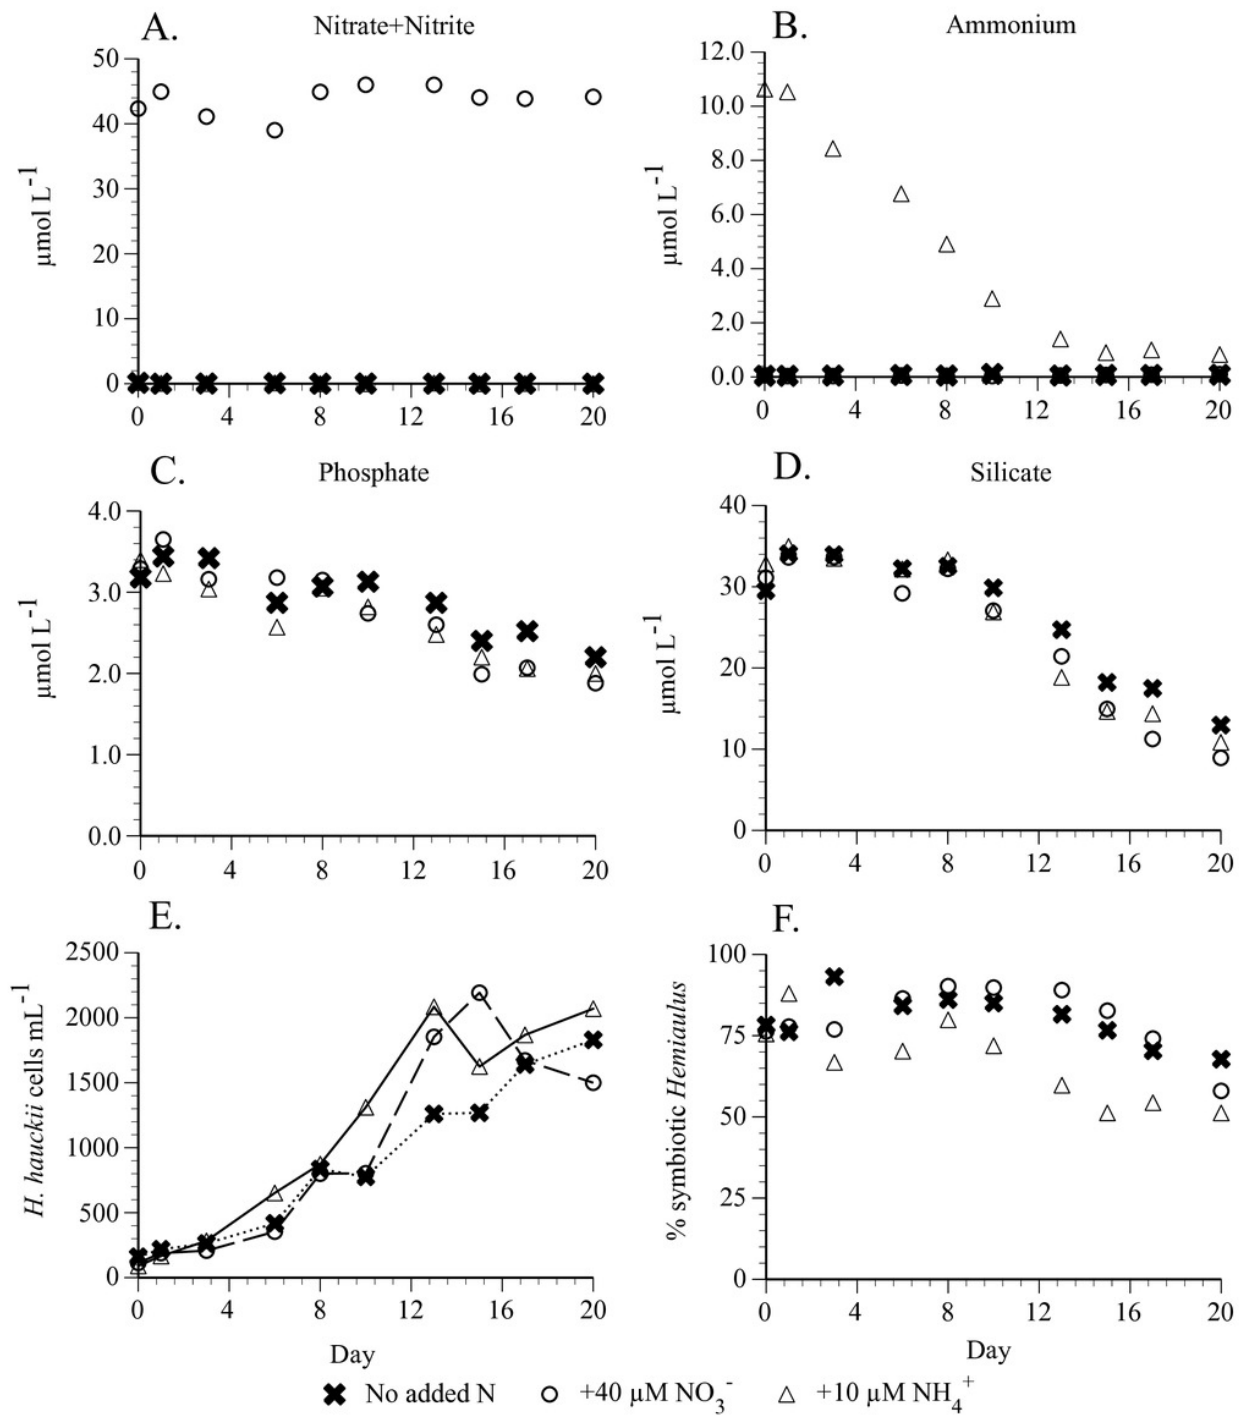 A. Nitrate+Nitrite
50
40
30
20
10
0
µmol L⁻¹
0 4 8 12 16 20
B. Ammonium
12.0
10.0
8.0
6.0
4.0
2.0
0.0
µmol L⁻¹
0 4 8 12 16 20
C. Phosphate
4.0
3.0
2.0
1.0
0.0
µmol L⁻¹
0 4 8 12 16 20
D. Silicate
40
30
20
10
0
µmol L⁻¹
0 4 8 12 16 20
E.
2500
2000
1500
1000
500
0
H. hauckii cells mL⁻¹
0 4 8 12 16 20
Day
F.
100
75
50
25
0
% symbiotic Hemiaulus
0 4 8 12 16 20
Day
No added N +40 µM NO₃⁻ +10 µM NH₄⁺